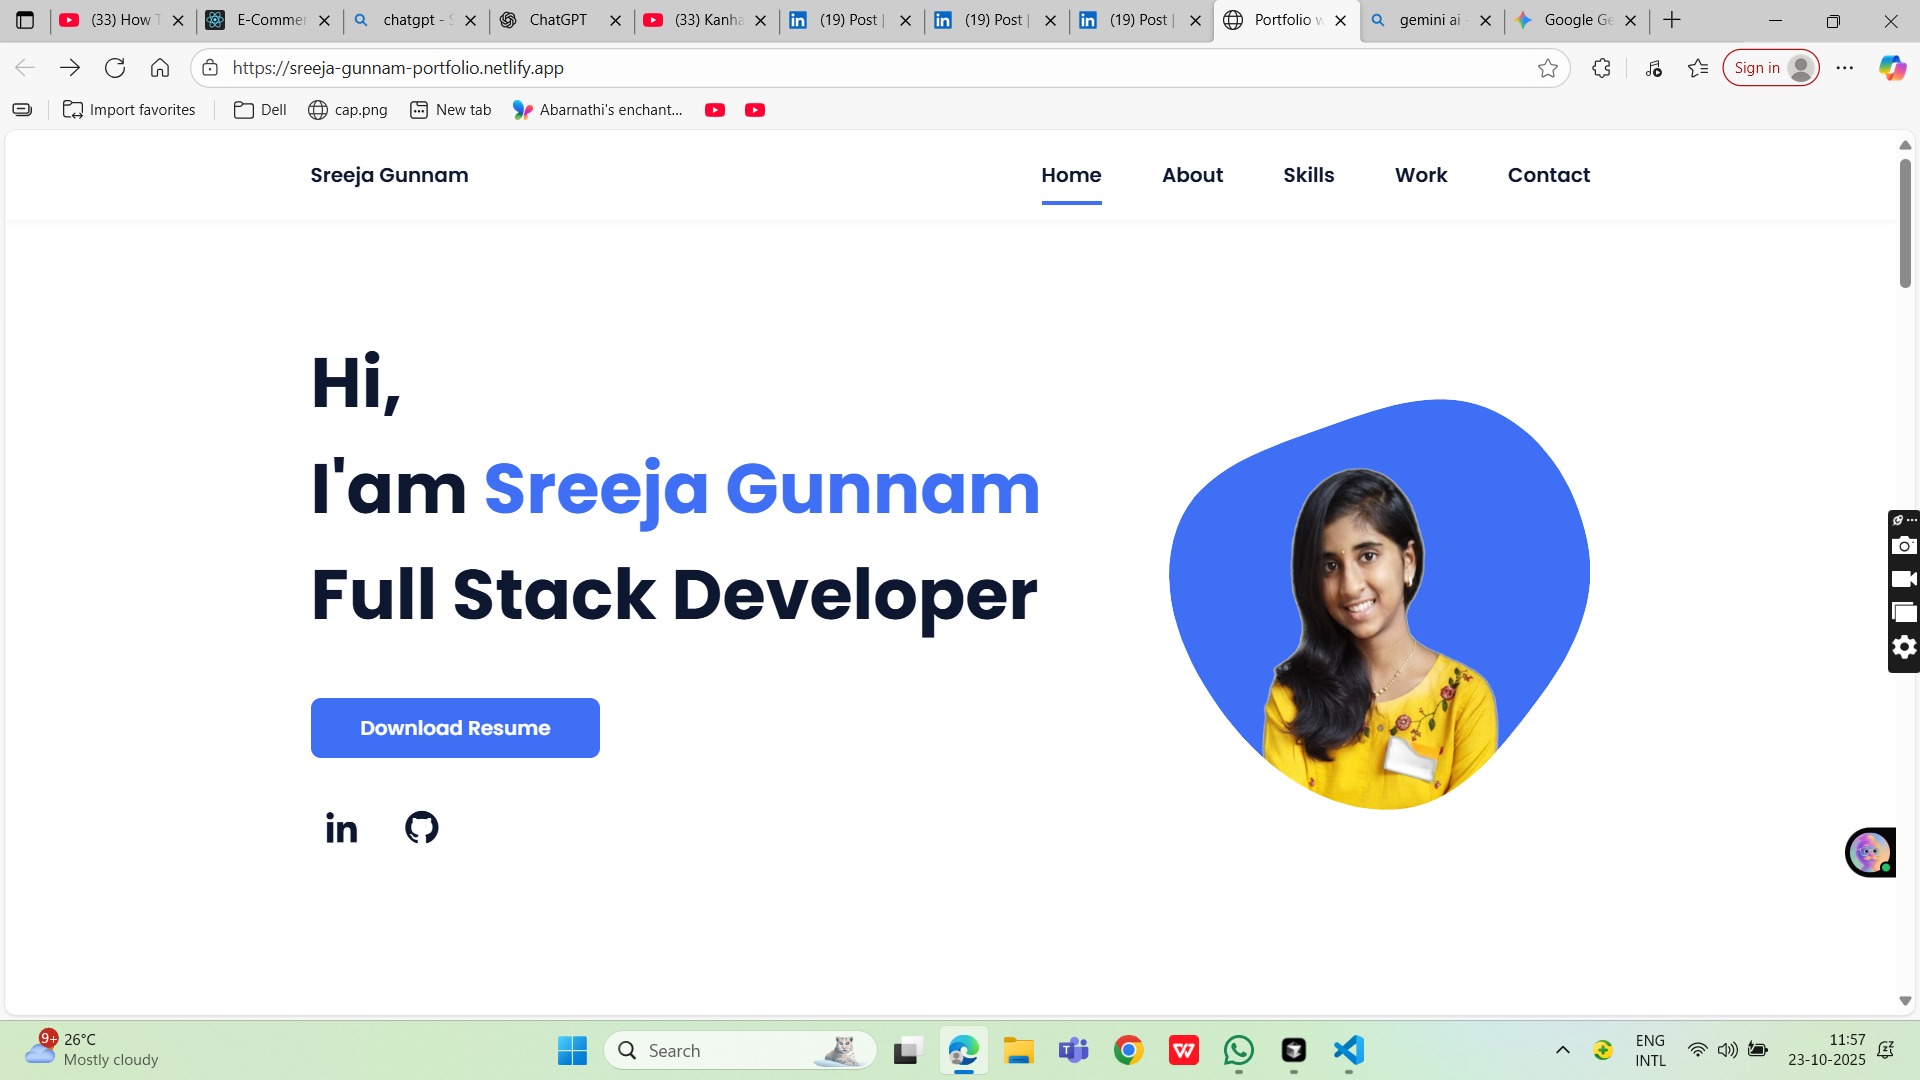 (33) How T
E-Commer
chatgpt - S
ChatGPT
(33) Kanha
(19) Post |
(19) Post |
(19) Post |
Portfolio w
gemini ai -
Google Ge
https://sreeja-gunnam-portfolio.netlify.app
Sign in
Import favorites
Dell
cap.png
New tab
Abarnathi's enchant...
Sreeja Gunnam
Home
About
Skills
Work
Contact
Hi,
I'am Sreeja Gunnam
Full Stack Developer
Download Resume
in
9+
26°C
Mostly cloudy
Search
ENG
INTL
11:57
23-10-2025